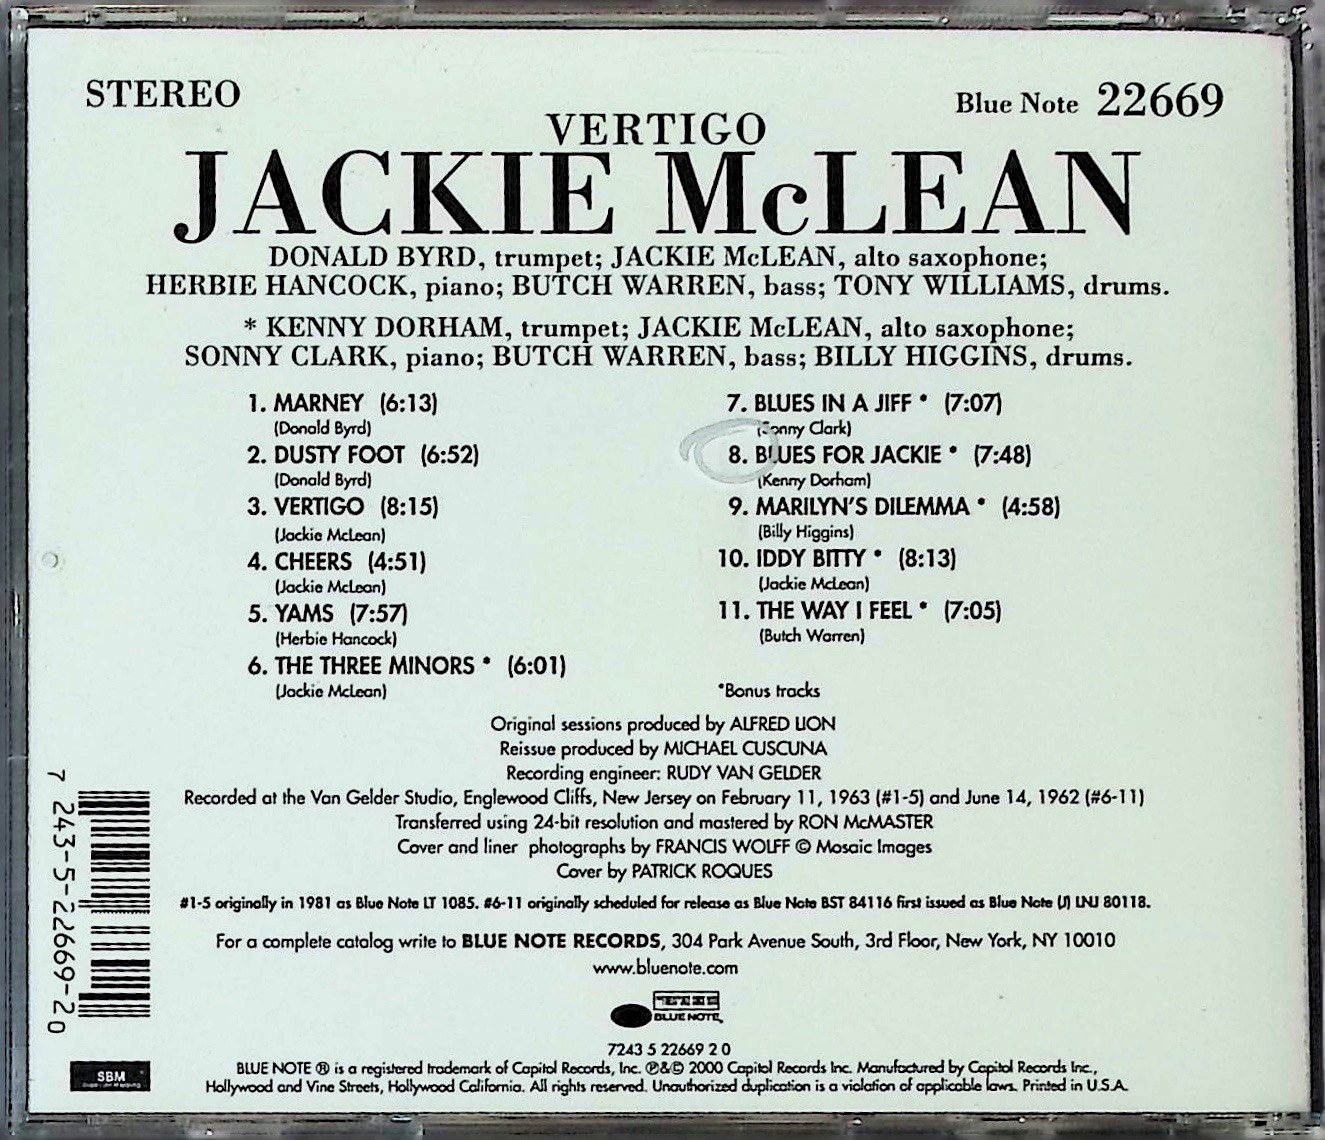 STEREO
Blue Note 22669
VERTIGO
JACKIE McLEAN
DONALD BYRD, trumpet; JACKIE McLEAN, alto saxophone;
HERBIE HANCOCK, piano; BUTCH WARREN, bass; TONY WILLIAMS, drums.
* KENNY DORHAM, trumpet; JACKIE McLEAN, alto saxophone;
SONNY CLARK, piano; BUTCH WARREN, bass; BILLY HIGGINS, drums.
1. MARNEY (6:13)
(Donald Byrd)
2. DUSTY FOOT (6:52)
(Donald Byrd)
3. VERTIGO (8:15)
(Jackie McLean)
4. CHEERS (4:51)
(Jackie McLean)
5. YAMS (7:57)
(Herbie Hancock)
6. THE THREE MINORS * (6:01)
(Jackie McLean)
7. BLUES IN A JIFF * (7:07)
(Sonny Clark)
8. BLUES FOR JACKIE * (7:48)
(Kenny Dorham)
9. MARILYN'S DILEMMA * (4:58)
(Billy Higgins)
10. IDDY BITTY * (8:13)
(Jackie McLean)
11. THE WAY I FEEL * (7:05)
(Butch Warren)
*Bonus tracks
Original sessions produced by ALFRED LION
Reissue produced by MICHAEL CUSCUNA
Recording engineer: RUDY VAN GELDER
Recorded at the Van Gelder Studio, Englewood Cliffs, New Jersey on February 11, 1963 (#1-5) and June 14, 1962 (#6-11)
Transferred using 24-bit resolution and mastered by RON McMASTER
Cover and liner photographs by FRANCIS WOLFF © Mosaic Images
Cover by PATRICK ROQUES
#1-5 originally in 1981 as Blue Note LT 1085. #6-11 originally scheduled for release as Blue Note BST 84116 first issued as Blue Note (J) LNJ 80118.
For a complete catalog write to BLUE NOTE RECORDS, 304 Park Avenue South, 3rd Floor, New York, NY 10010
www.bluenote.com
BLUE NOTE
7243 5 22669 2 0
BLUE NOTE ® is a registered trademark of Capitol Records, Inc. ℗&© 2000 Capitol Records Inc. Manufactured by Capitol Records Inc.,
Hollywood and Vine Streets, Hollywood California. All rights reserved. Unauthorized duplication is a violation of applicable laws. Printed in U.S.A.
7 243-5-22669-2 0
SBM